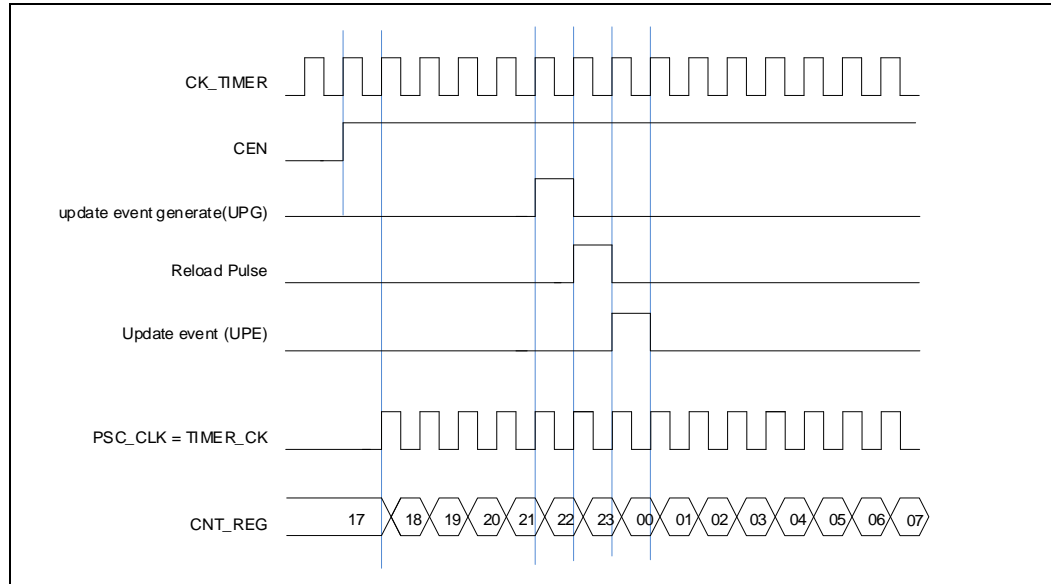 CK_TIMER
CEN
update event generate(UPG)
Reload Pulse
Update event (UPE)
PSC_CLK = TIMER_CK
CNT_REG 17 18 19 20 21 22 23 00 01 02 03 04 05 06 07